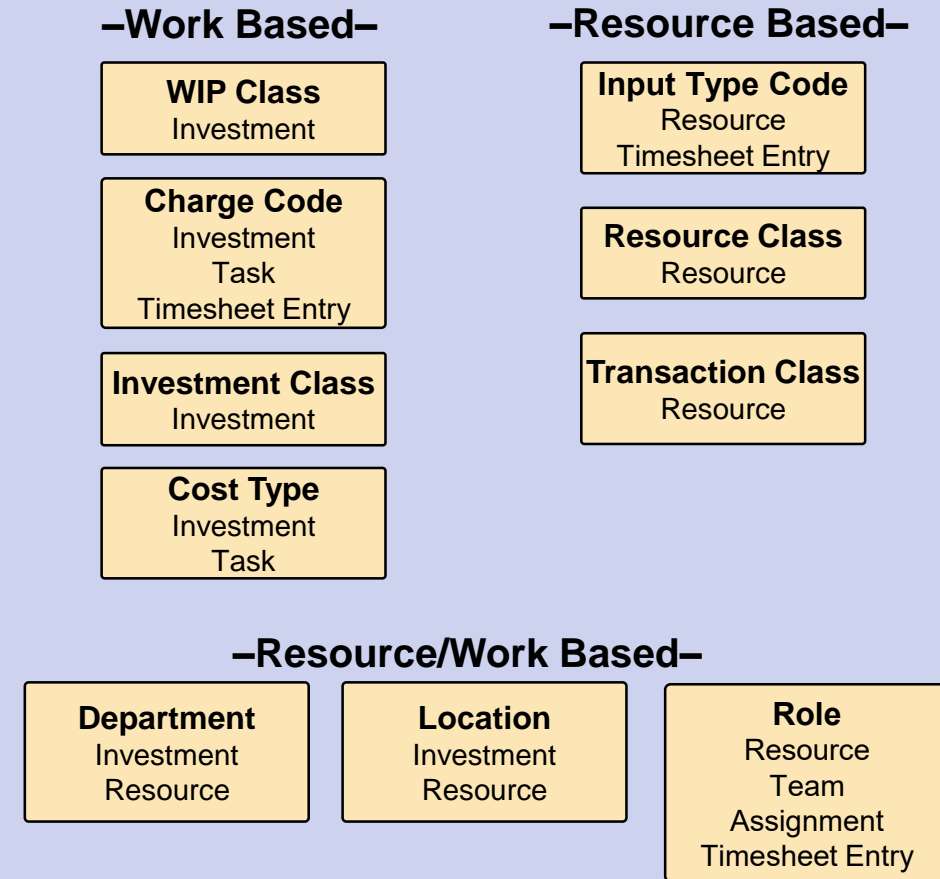 –Work Based–
WIP Class
Investment
Charge Code
Investment
Task
Timesheet Entry
Investment Class
Investment
Cost Type
Investment
Task
–Resource Based–
Input Type Code
Resource
Timesheet Entry
Resource Class
Resource
Transaction Class
Resource
–Resource/Work Based–
Department
Investment
Resource
Location
Investment
Resource
Role
Resource
Team
Assignment
Timesheet Entry